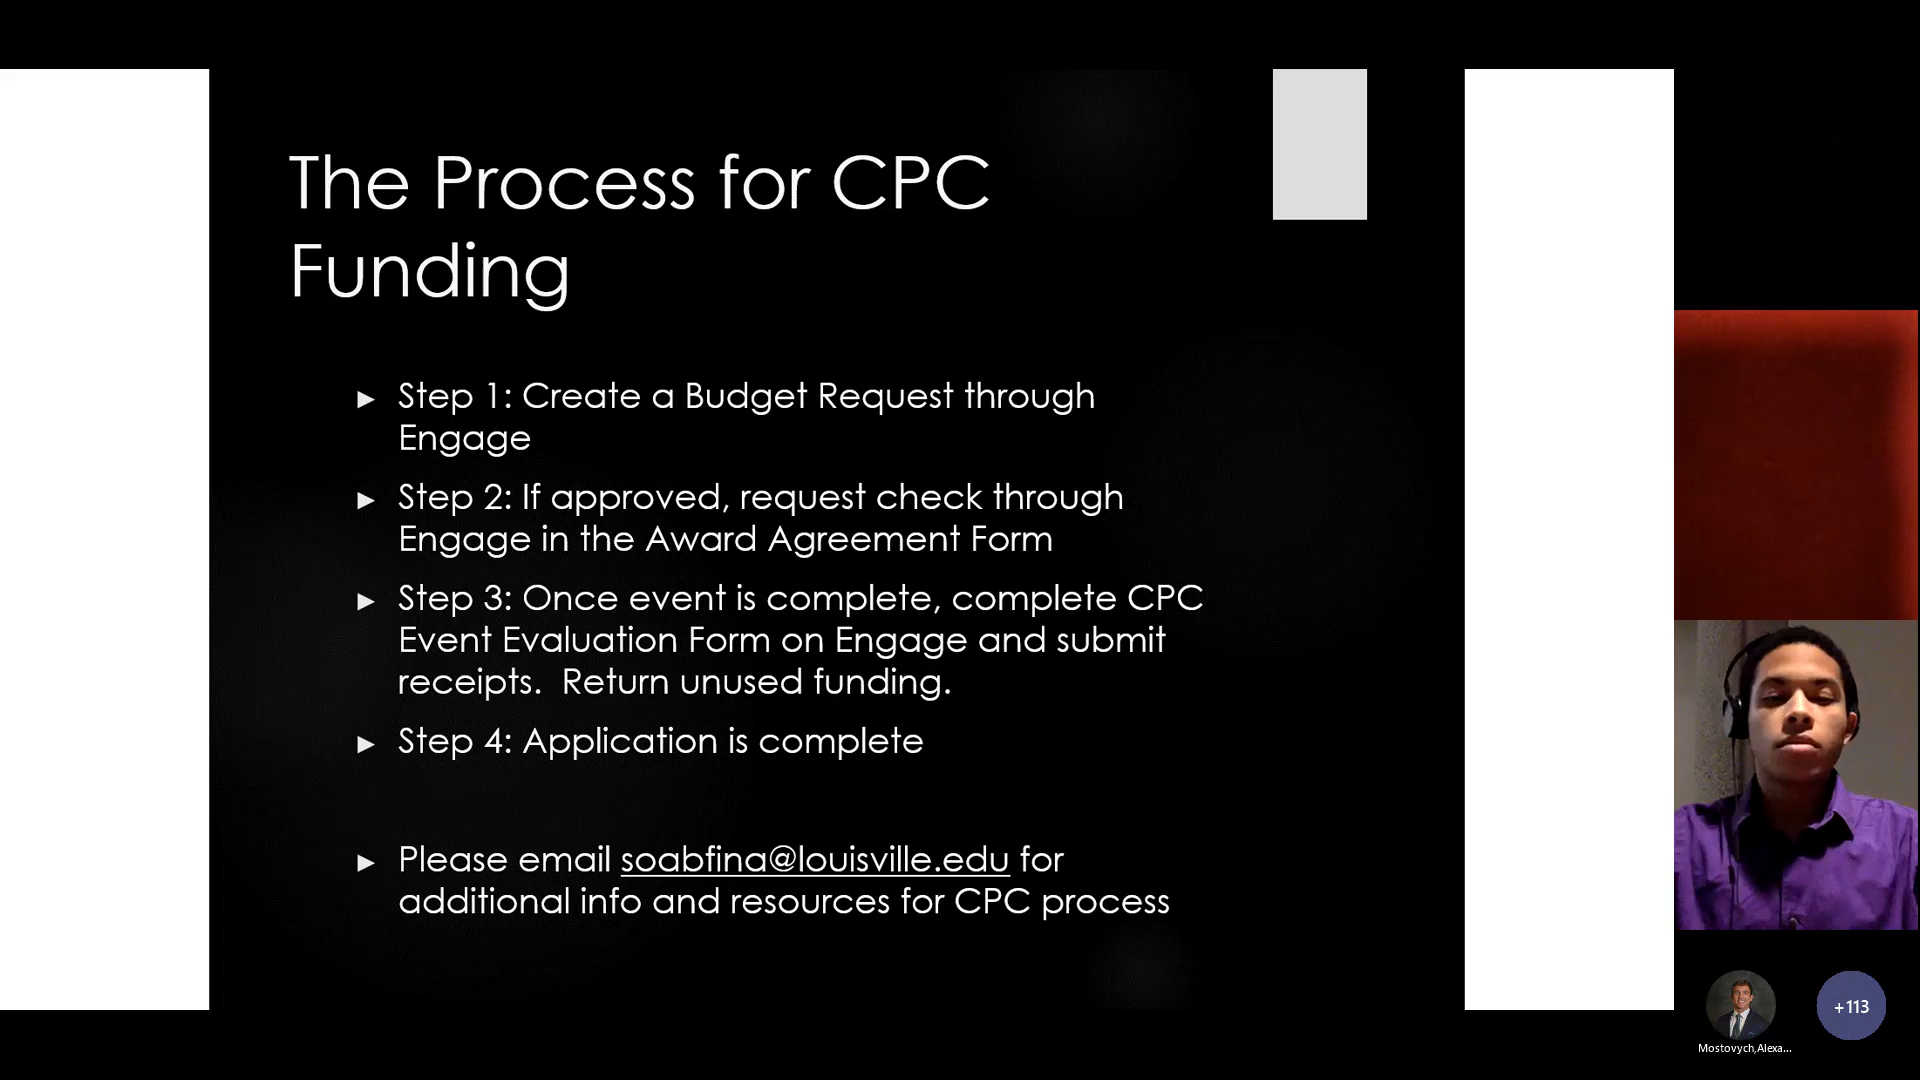 The Process for CPC
Funding
► Step 1: Create a Budget Request through
Engage
► Step 2: If approved, request check through
Engage in the Award Agreement Form
► Step 3: Once event is complete, complete CPC
Event Evaluation Form on Engage and submit
receipts.  Return unused funding.
► Step 4: Application is complete
► Please email soabfina@louisville.edu for
additional info and resources for CPC process
+113
Mostovych,Alexa...